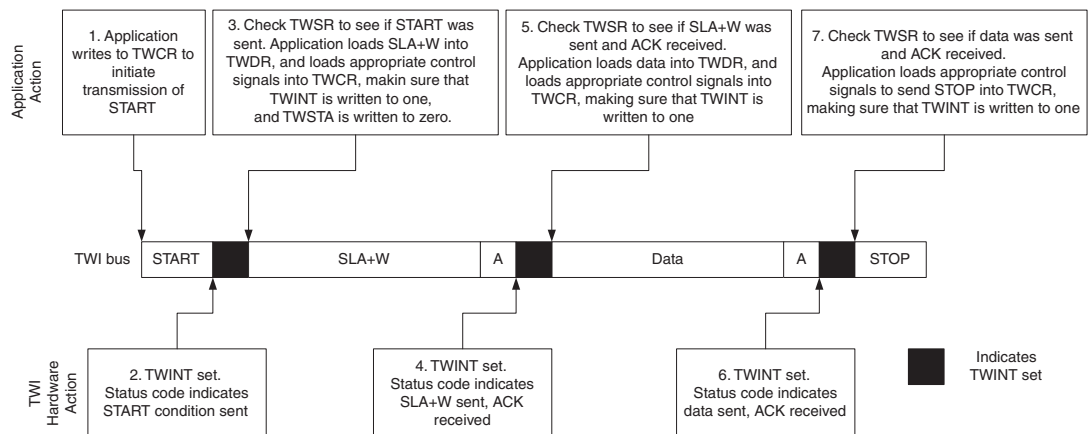 Application
Action
1. Application
writes to TWCR to
initiate
transmission of
START
3. Check TWSR to see if START was
sent. Application loads SLA+W into
TWDR, and loads appropriate control
signals into TWCR, makin sure that
TWINT is written to one,
and TWSTA is written to zero.
5. Check TWSR to see if SLA+W was
sent and ACK received.
Application loads data into TWDR, and
loads appropriate control signals into
TWCR, making sure that TWINT is
written to one
7. Check TWSR to see if data was sent
and ACK received.
Application loads appropriate control
signals to send STOP into TWCR,
making sure that TWINT is written to one
TWI bus
START
SLA+W
A
Data
A
STOP
TWI
Hardware
Action
2. TWINT set.
Status code indicates
START condition sent
4. TWINT set.
Status code indicates
SLA+W sent, ACK
received
6. TWINT set.
Status code indicates
data sent, ACK received
Indicates
TWINT set